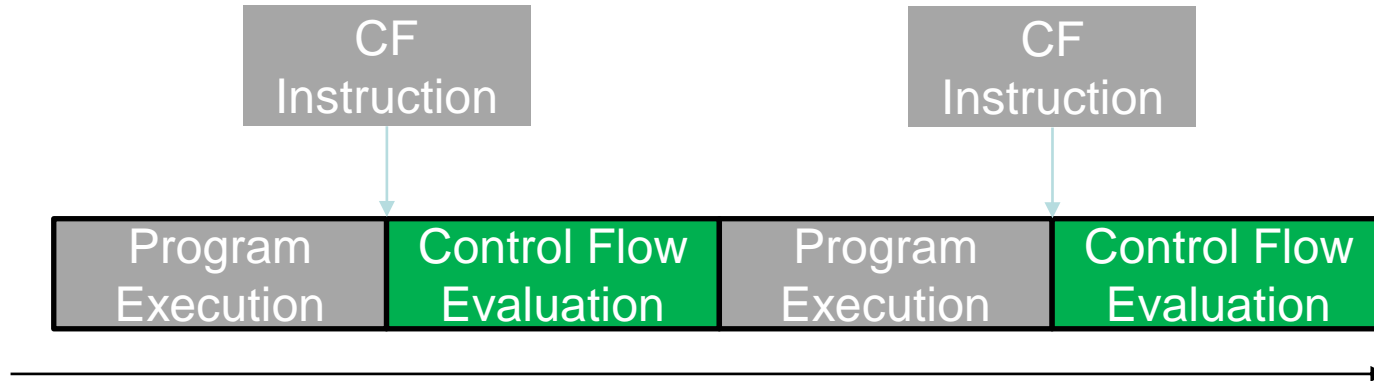 CF
Instruction
CF
Instruction
Program
Execution
Control Flow
Evaluation
Program
Execution
Control Flow
Evaluation